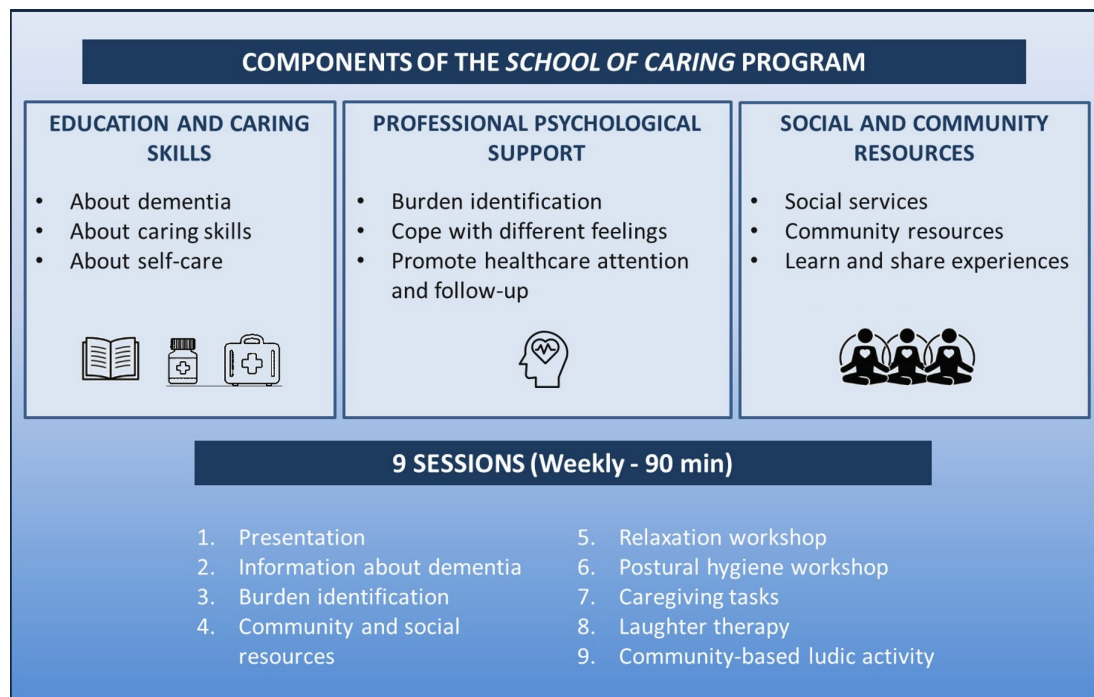 COMPONENTS OF THE SCHOOL OF CARING PROGRAM
EDUCATION AND CARING
SKILLS
• About dementia
• About caring skills
• About self-care
PROFESSIONAL PSYCHOLOGICAL
SUPPORT
• Burden identification
• Cope with different feelings
• Promote healthcare attention
and follow-up
SOCIAL AND COMMUNITY
RESOURCES
• Social services
• Community resources
• Learn and share experiences
9 SESSIONS (Weekly - 90 min)
1. Presentation
2. Information about dementia
3. Burden identification
4. Community and social
resources
5. Relaxation workshop
6. Postural hygiene workshop
7. Caregiving tasks
8. Laughter therapy
9. Community-based ludic activity